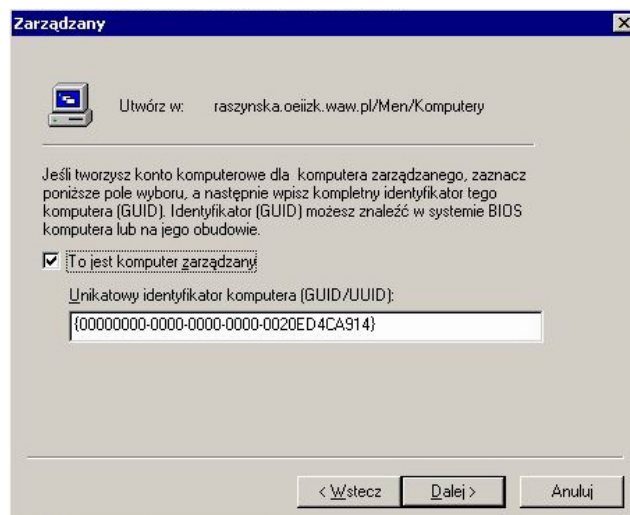 Zarządzany
Utwórz w: raszynska.oeiizk.waw.pl/Men/Komputery
Jeśli tworzysz konto komputerowe dla komputera zarządzanego, zaznacz
poniższe pole wyboru, a następnie wpisz kompletny identyfikator tego
komputera (GUID). Identyfikator (GUID) możesz znaleźć w systemie BIOS
komputera lub na jego obudowie.
To jest komputer zarządzany
Unikatowy identyfikator komputera (GUID/UUID):
{00000000-0000-0000-0000-0020ED4CA914}
< Wstecz Dalej > Anuluj